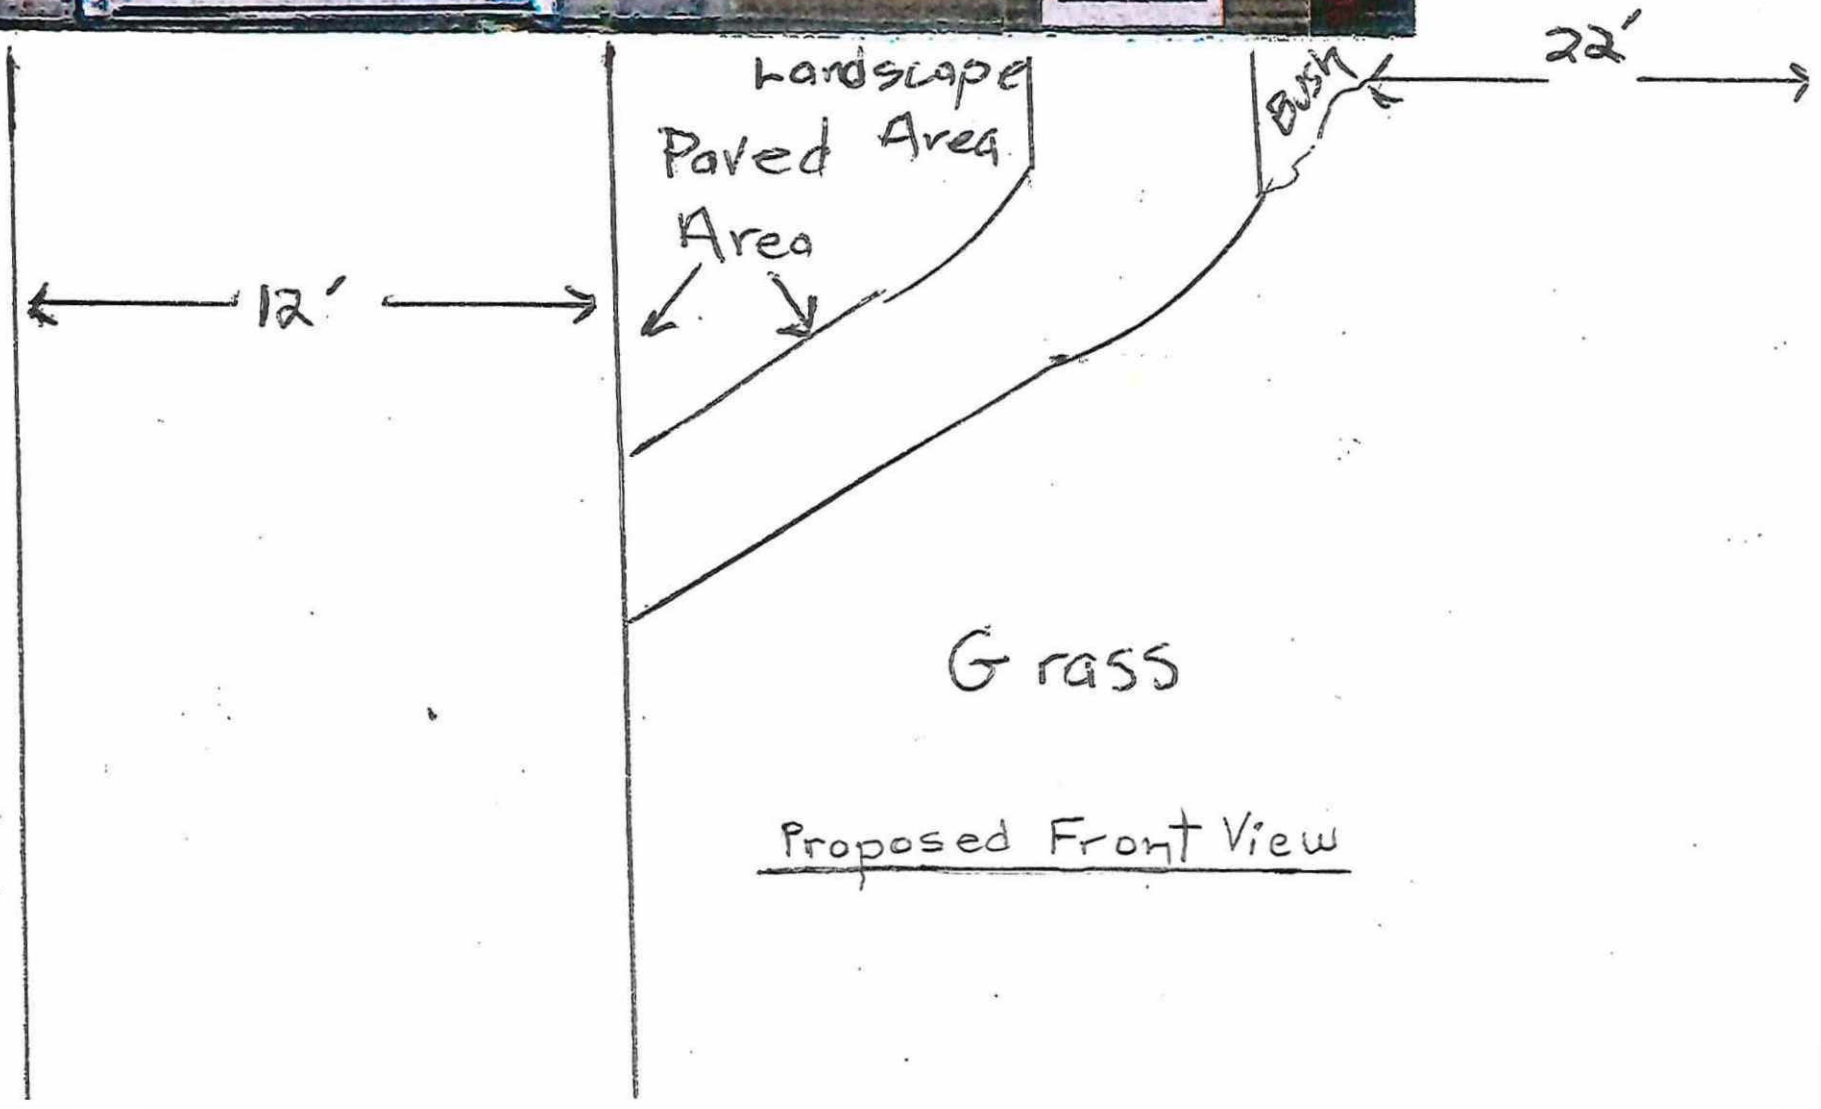 22'
Landscape
Area
Bush
Paved
Area
12'
Grass
Proposed Front View